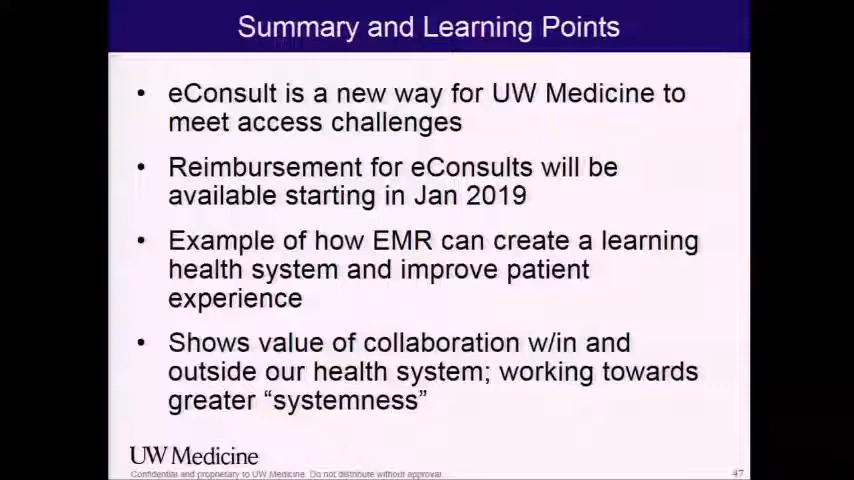 Summary and Learning Points
• eConsult is a new way for UW Medicine to
meet access challenges
• Reimbursement for eConsults will be
available starting in Jan 2019
• Example of how EMR can create a learning
health system and improve patient
experience
• Shows value of collaboration w/in and
outside our health system; working towards
greater “systemness”
UW Medicine
Confidential and proprietary to UW Medicine. Do not distribute without approval.
47